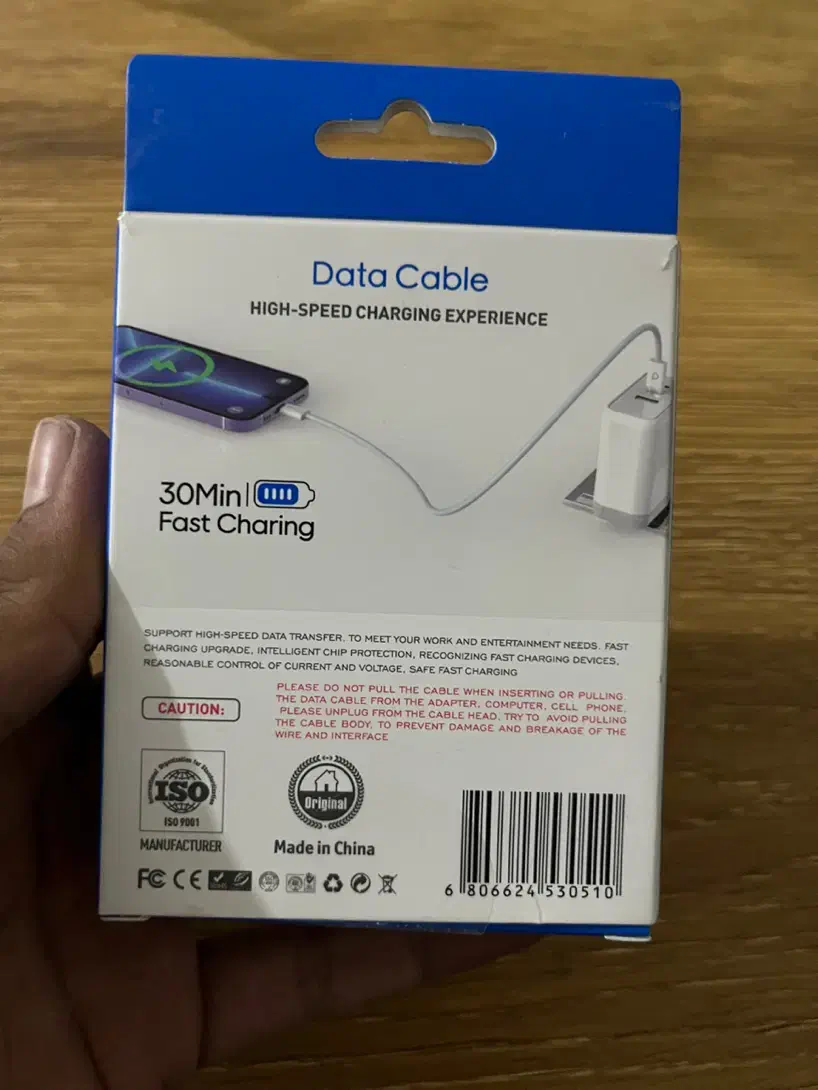 Data Cable
HIGH-SPEED CHARGING EXPERIENCE
30Min
Fast Charing
SUPPORT HIGH-SPEED DATA TRANSFER. TO MEET YOUR WORK AND ENTERTAINMENT NEEDS. FAST
CHARGING UPGRADE, INTELLIGENT CHIP PROTECTION, RECOGNIZING FAST CHARGING DEVICES,
REASONABLE CONTROL OF CURRENT AND VOLTAGE, SAFE FAST CHARGING
CAUTION:
PLEASE DO NOT PULL THE CABLE WHEN INSERTING OR PULLING.
THE DATA CABLE FROM THE ADAPTER, COMPUTER, CELL PHONE,
PLEASE UNPLUG FROM THE CABLE HEAD. TRY TO AVOID PULLING
THE CABLE BODY, TO PREVENT DAMAGE AND BREAKAGE OF THE
WIRE AND INTERFACE
International Organization for Standardization
ISO
ISO 9001
MANUFACTURER
Original
Made in China
FC CE
6 806624 530510